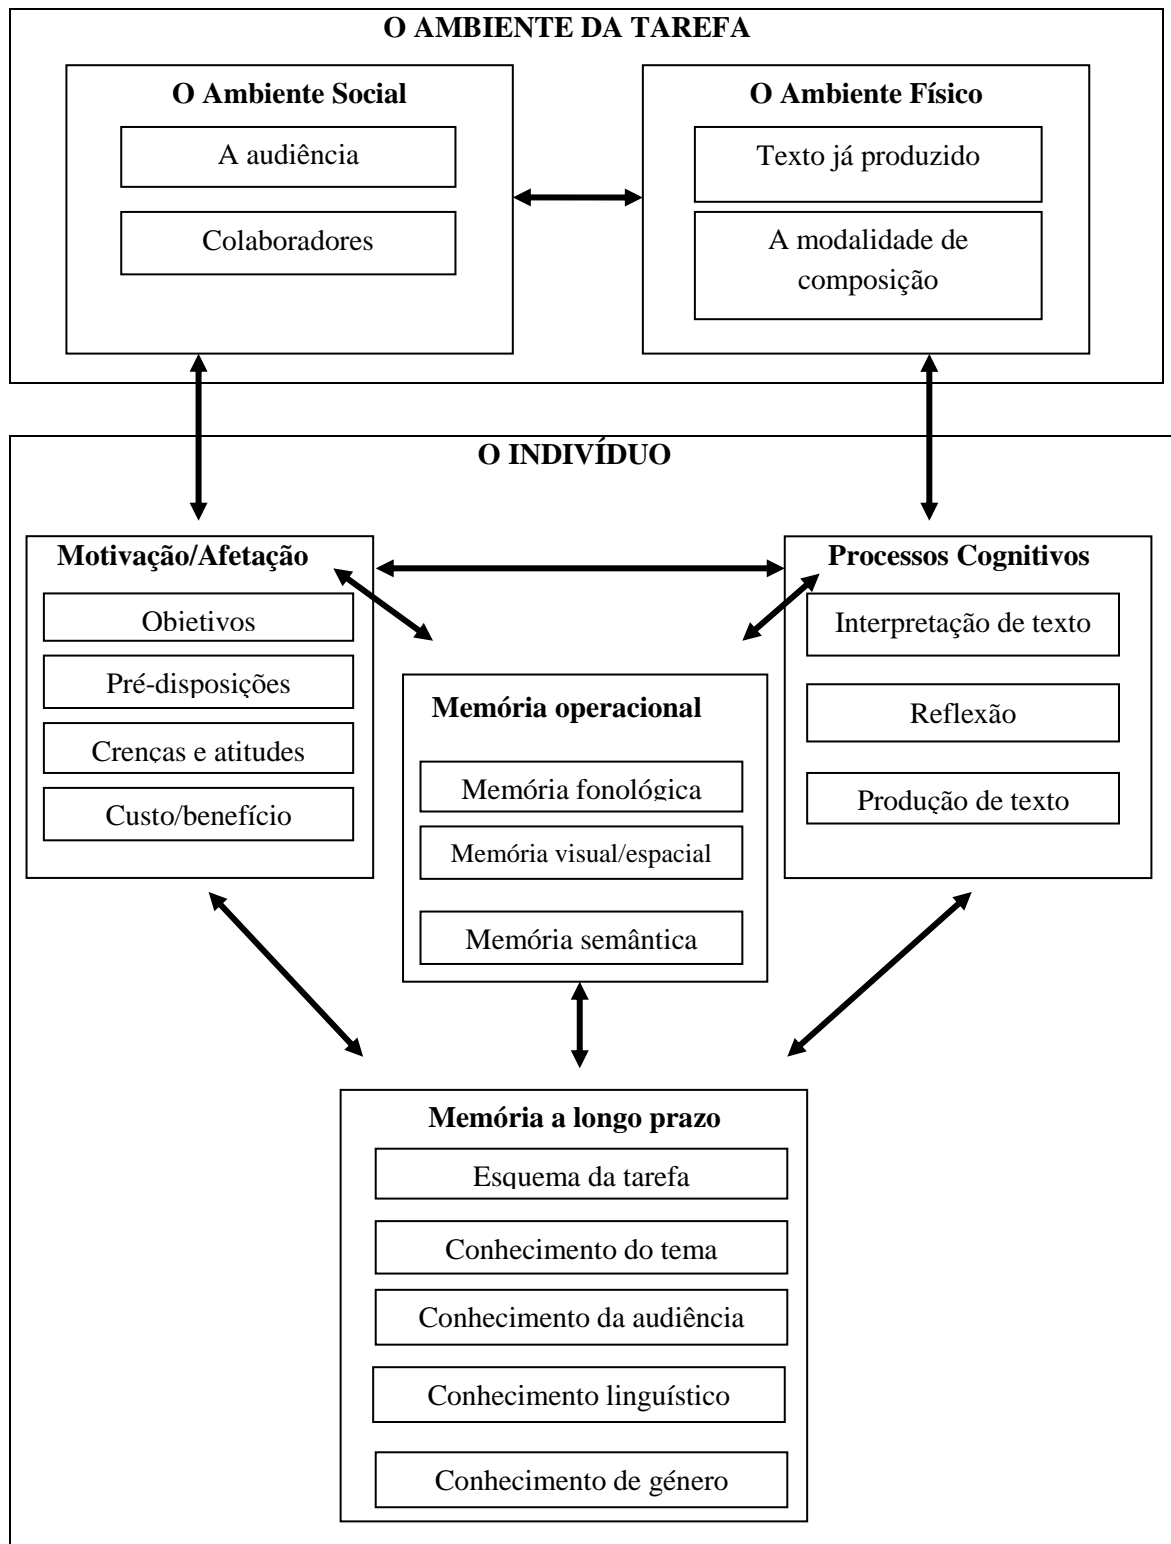 O AMBIENTE DA TAREFA
O Ambiente Social
A audiência
Colaboradores
O Ambiente Físico
Texto já produzido
A modalidade de
composição
O INDIVÍDUO
Motivação/Afetação
Objetivos
Pré-disposições
Crenças e atitudes
Custo/benefício
Memória operacional
Memória fonológica
Memória visual/espacial
Memória semântica
Processos Cognitivos
Interpretação de texto
Reflexão
Produção de texto
Memória a longo prazo
Esquema da tarefa
Conhecimento do tema
Conhecimento da audiência
Conhecimento linguístico
Conhecimento de género